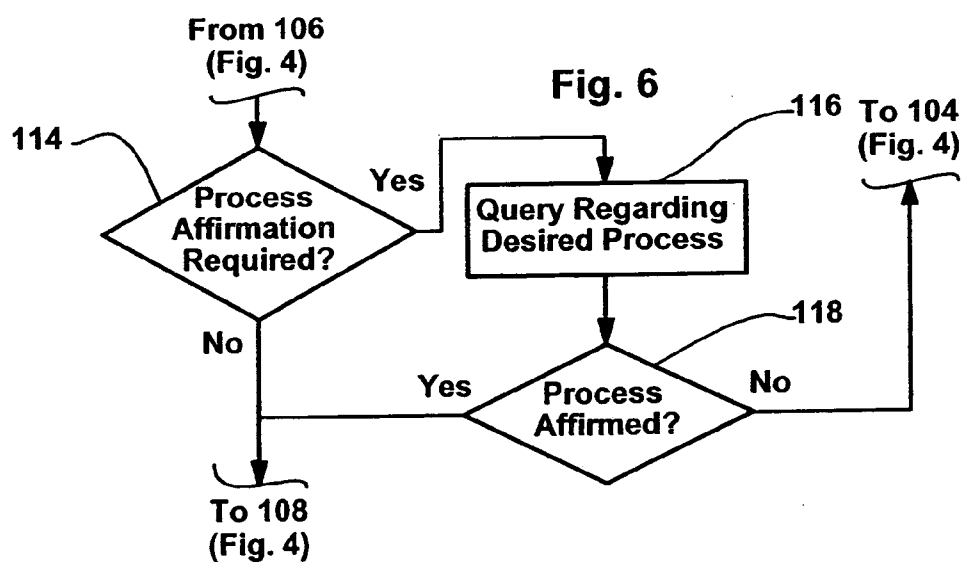 From 106
(Fig. 4)
Fig. 6
114
116
To 104
(Fig. 4)
Process
Affirmation
Required?
Yes
Query Regarding
Desired Process
No
118
Yes
Process
Affirmed?
No
To 108
(Fig. 4)